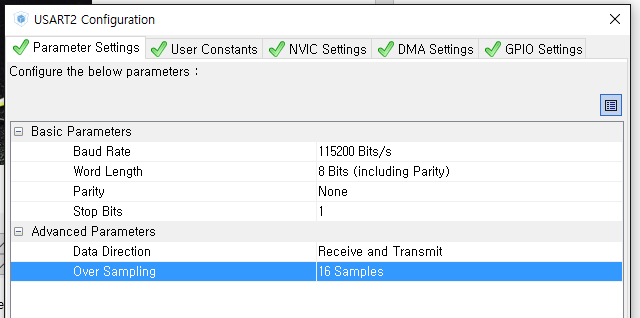 USART2 Configuration
Parameter Settings User Constants NVIC Settings DMA Settings GPIO Settings
Configure the below parameters :
Basic Parameters
Baud Rate 115200 Bits/s
Word Length 8 Bits (including Parity)
Parity None
Stop Bits 1
Advanced Parameters
Data Direction Receive and Transmit
Over Sampling 16 Samples